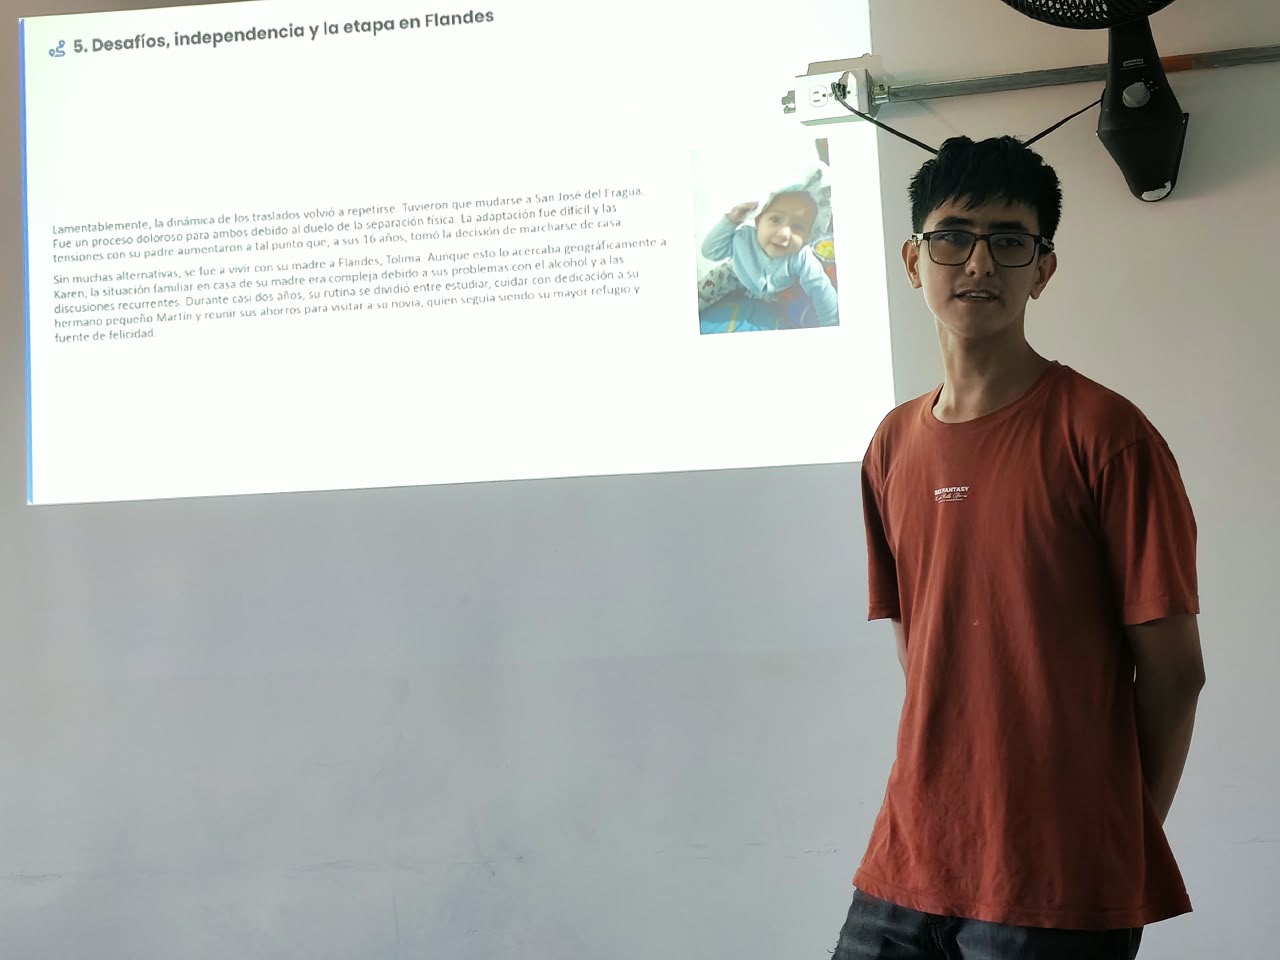 5. Desafíos, independencia y la etapa en Flandes
Lamentablemente, la dinámica de los traslados volvió a repetirse. Tuvieron que mudarse a San José del Fragua.
Fue un proceso doloroso para ambos debido al duelo de la separación física. La adaptación fue difícil y las
tensiones con su padre aumentaron a tal punto que, a sus 16 años, tomó la decisión de marcharse de casa.
Sin muchas alternativas, se fue a vivir con su madre a Flandes, Tolima. Aunque esto lo acercaba geográficamente a
Karen, la situación familiar en casa de su madre era compleja debido a sus problemas con el alcohol y a las
discusiones recurrentes. Durante casi dos años, su rutina se dividió entre estudiar, cuidar con dedicación a su
hermano pequeño Martín y reunir sus ahorros para visitar a su novia, quien seguía siendo su mayor refugio y
fuente de felicidad.
FANTASY